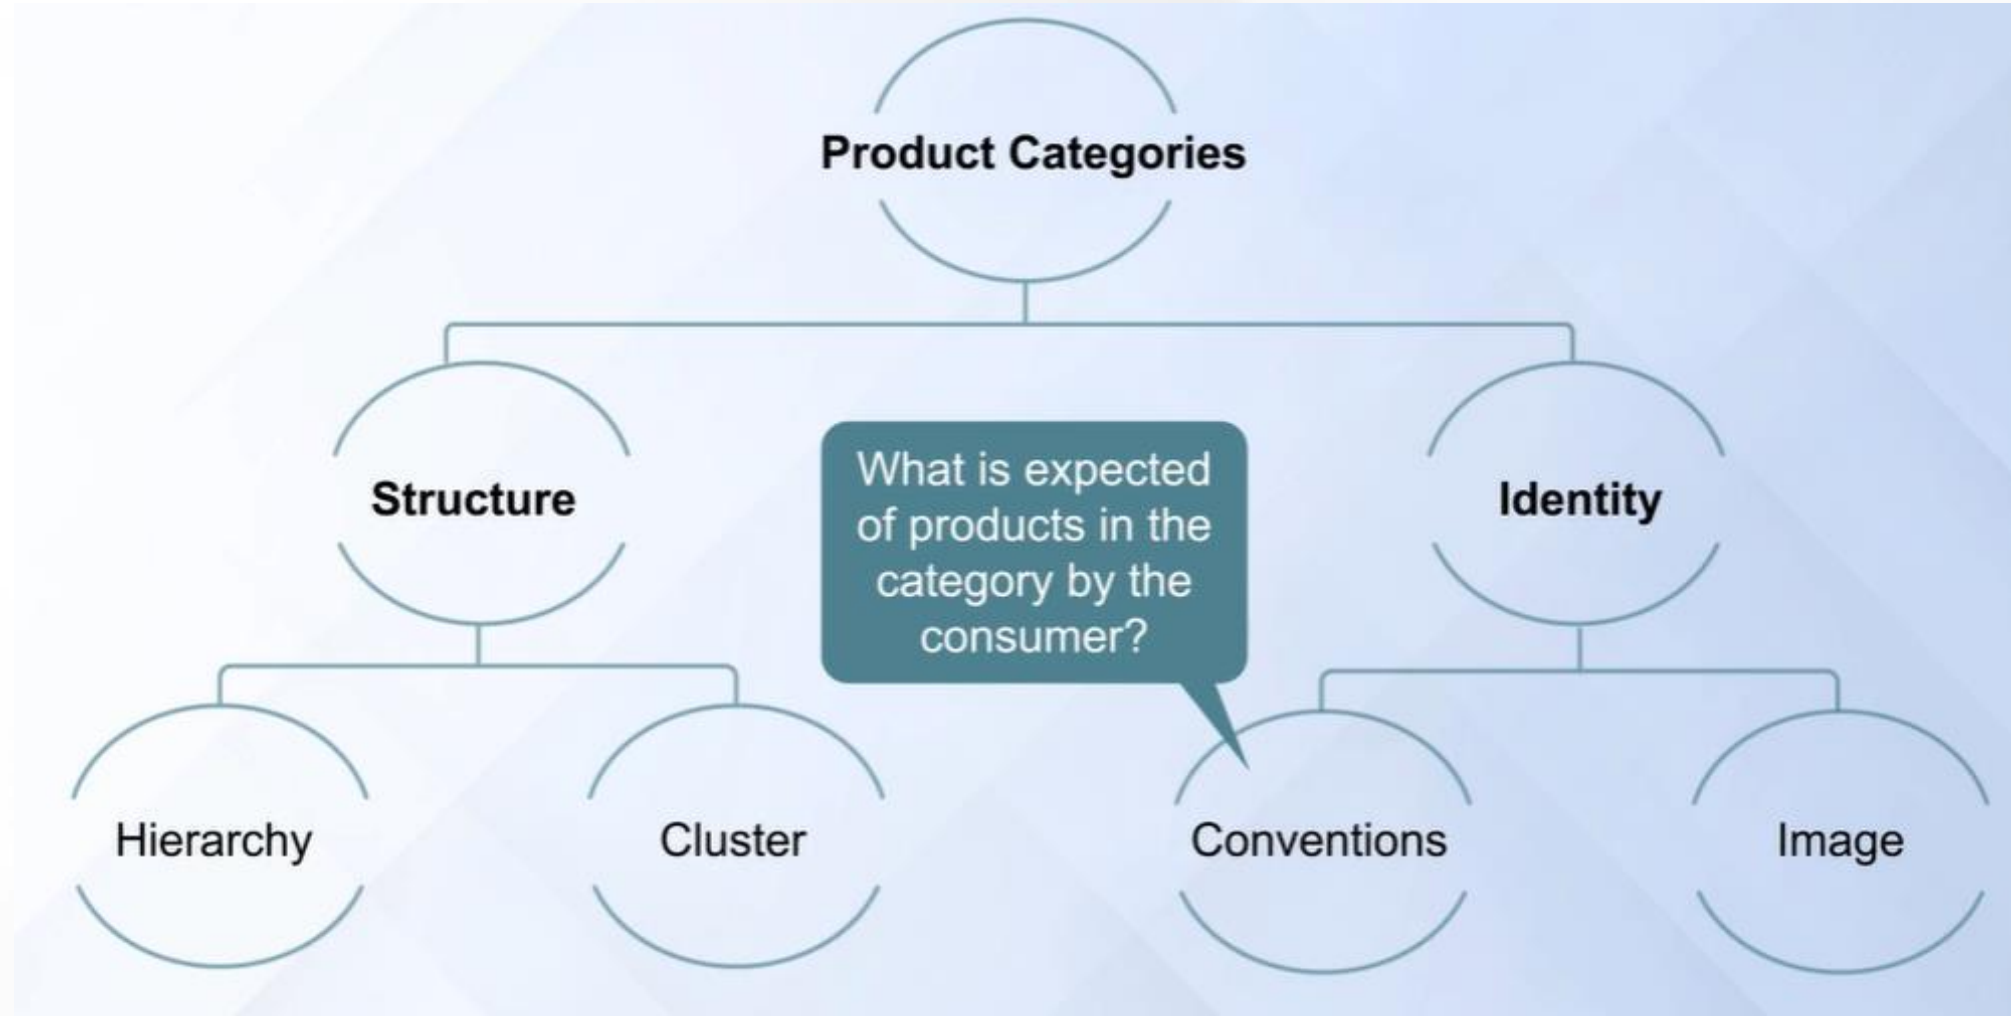 Product Categories
Structure
What is expected
of products in the
category by the
consumer?
Identity
Hierarchy
Cluster
Conventions
Image